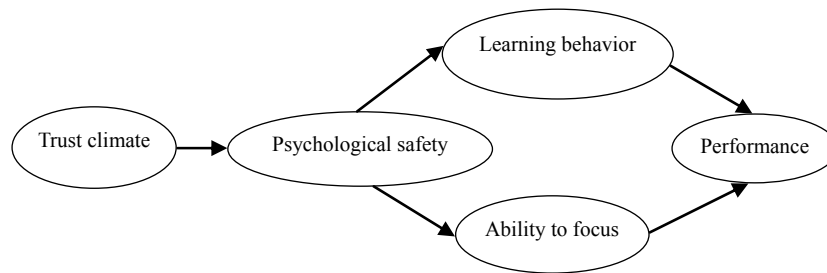 Learning behavior
Trust climate
Psychological safety
Performance
Ability to focus